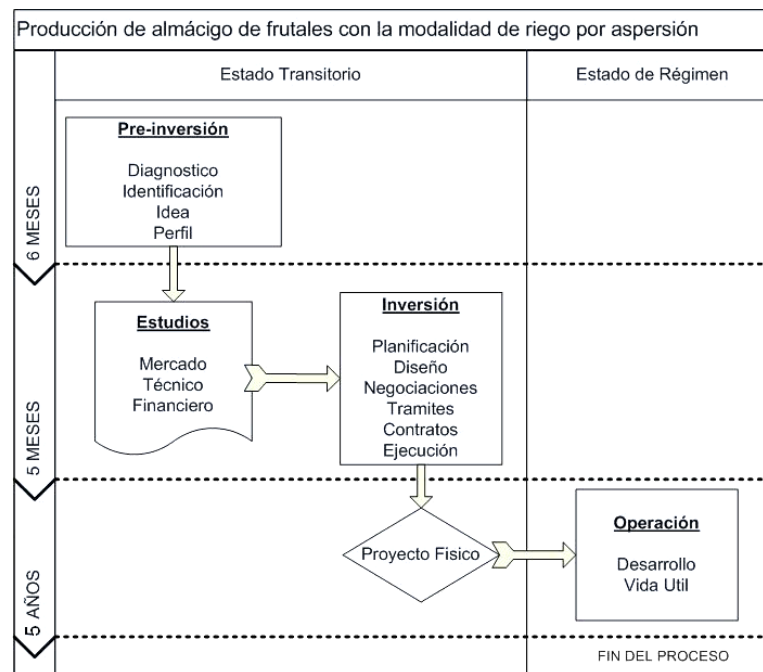 Producción de almácigo de frutales con la modalidad de riego por aspersión
Estado Transitorio
Estado de Régimen
6 MESES
Pre-inversión
Diagnostico
Identificación
Idea
Perfil
5 MESES
Estudios
Mercado
Técnico
Financiero
Inversión
Planificación
Diseño
Negociaciones
Tramites
Contratos
Ejecución
5 AÑOS
Proyecto Fisico
Operación
Desarrollo
Vida Util
FIN DEL PROCESO